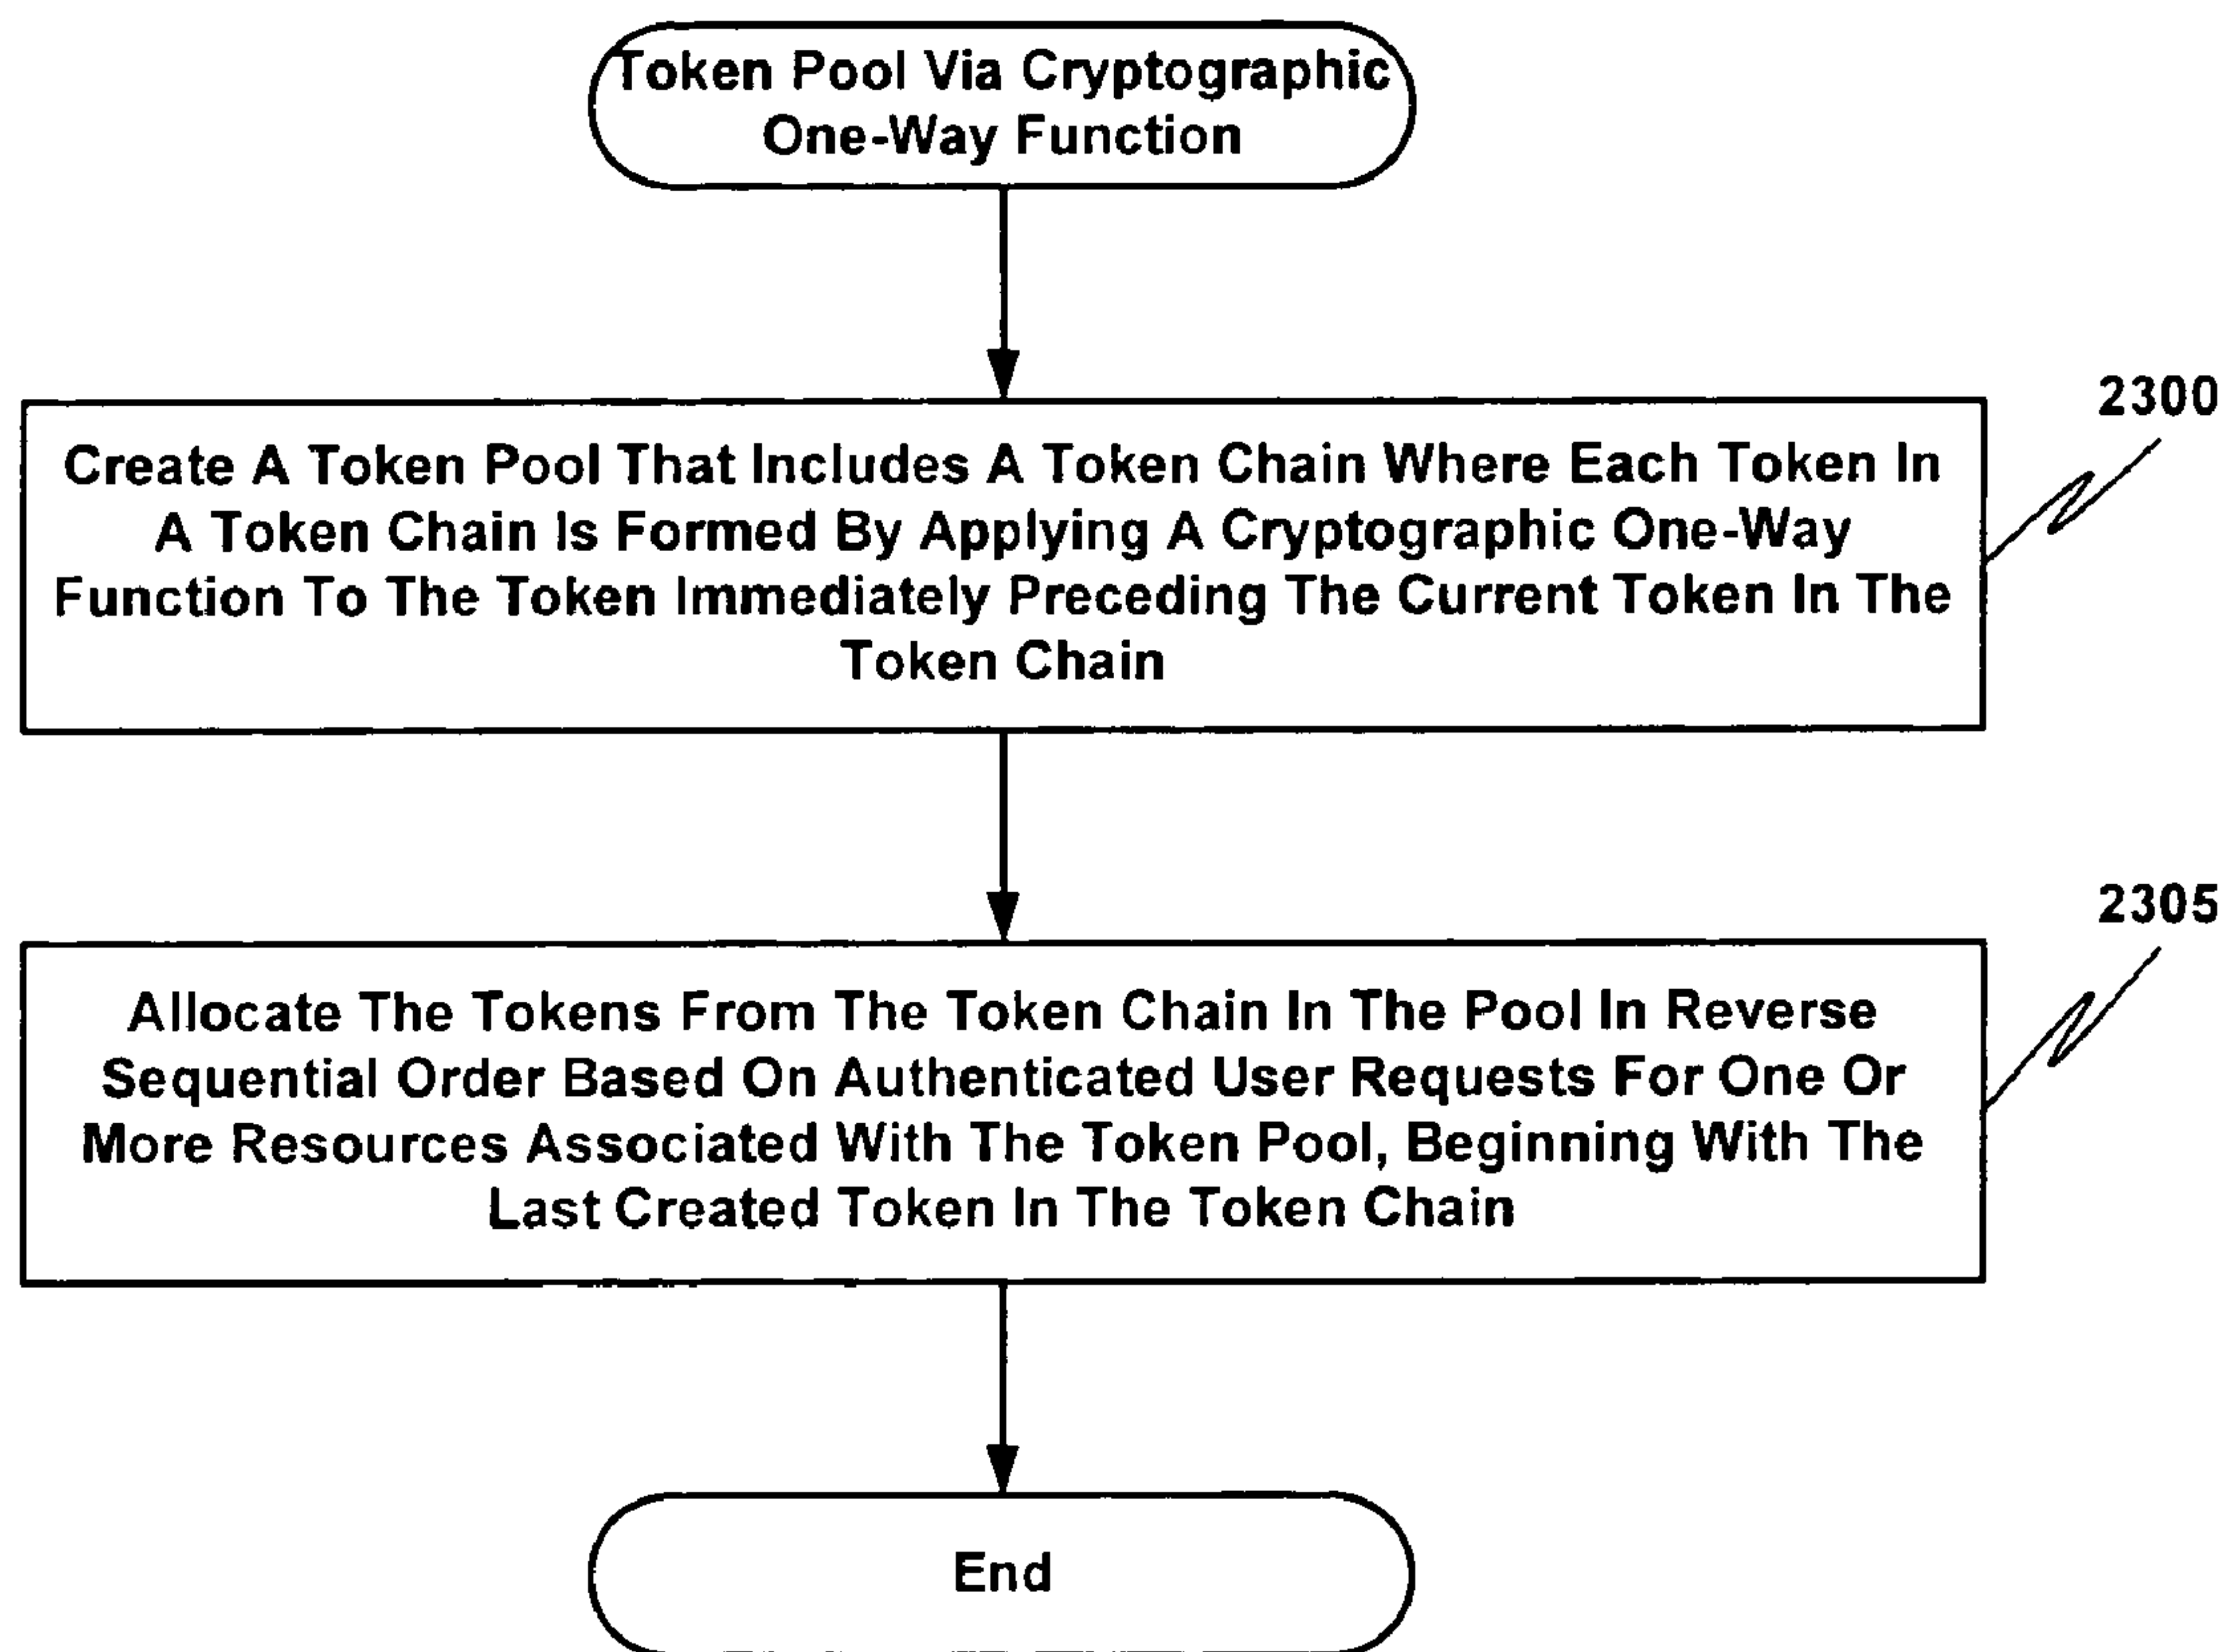 Token Pool Via Cryptographic
One-Way Function
2300
Create A Token Pool That Includes A Token Chain Where Each Token In
A Token Chain Is Formed By Applying A Cryptographic One-Way
Function To The Token Immediately Preceding The Current Token In The
Token Chain
2305
Allocate The Tokens From The Token Chain In The Pool In Reverse
Sequential Order Based On Authenticated User Requests For One Or
More Resources Associated With The Token Pool, Beginning With The
Last Created Token In The Token Chain
End